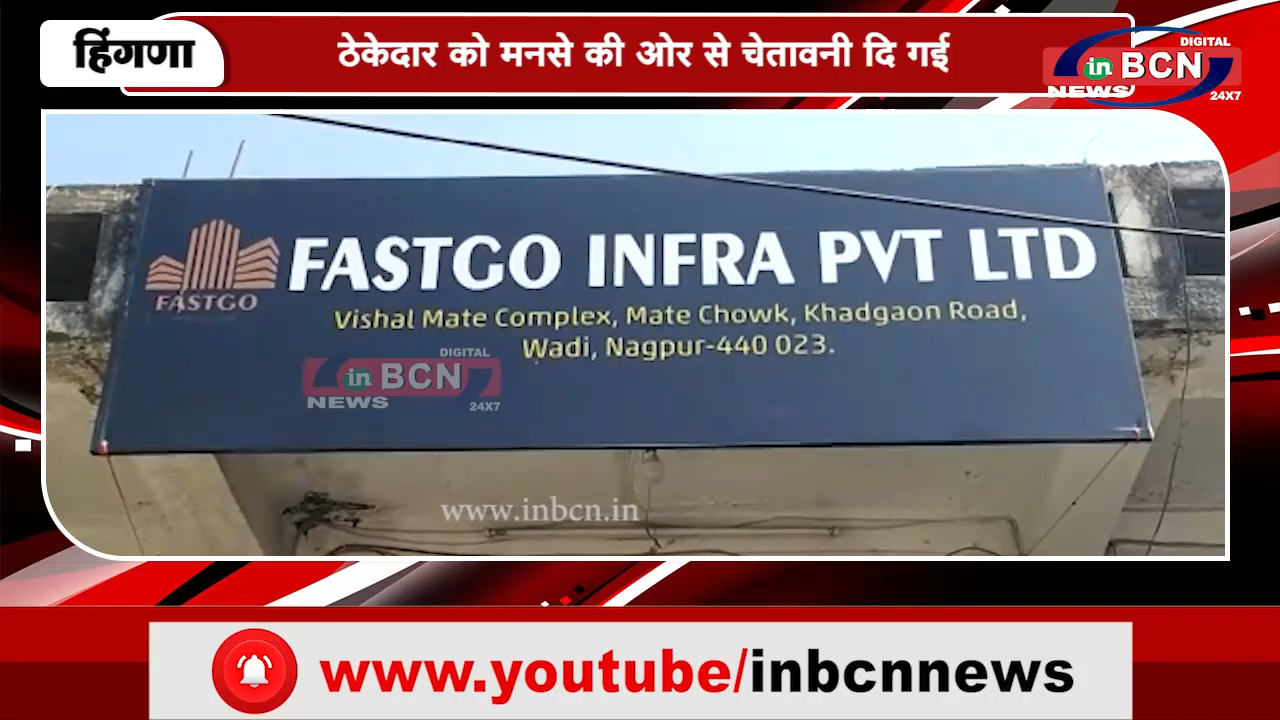 हिंगणा
ठेकेदार को मनसे की ओर से चेतावनी दि गई
DIGITAL
in BCN
NEWS
24X7
FASTGO
FASTGO INFRA PVT LTD
Vishal Mate Complex, Mate Chowk, Khadgaon Road,
Wadi, Nagpur-440 023.
DIGITAL
in BCN
NEWS
24X7
www.inbcn.in
www.youtube/inbcnnews